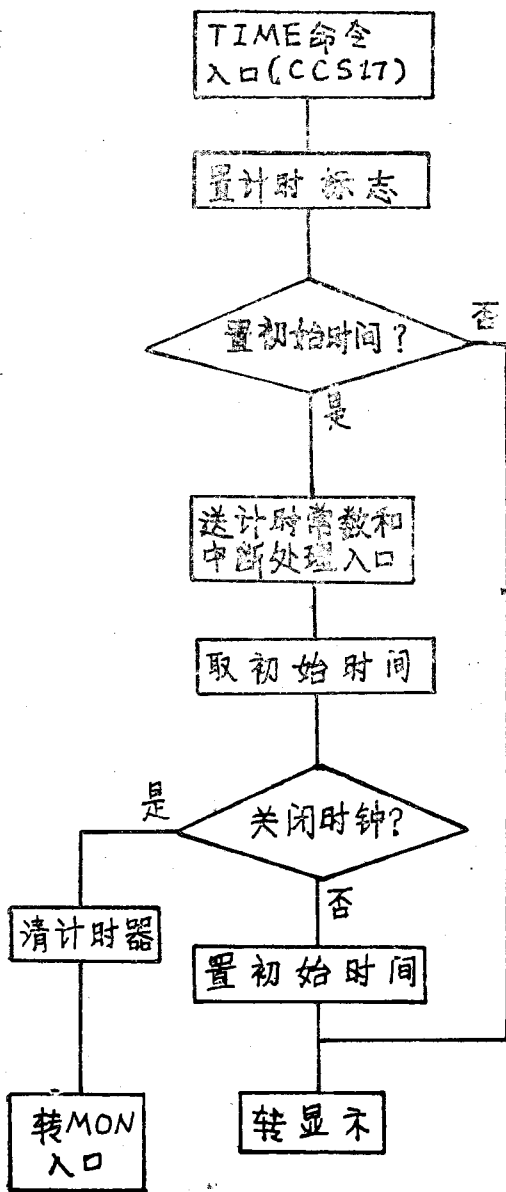 TIME命令
入口(CCS17)
置计时标志
置初始时间?
否
是
送计时常数和
中断处理入口
取初始时间
关闭时钟?
是
否
清计时器
置初始时间
转MON
入口
转显示